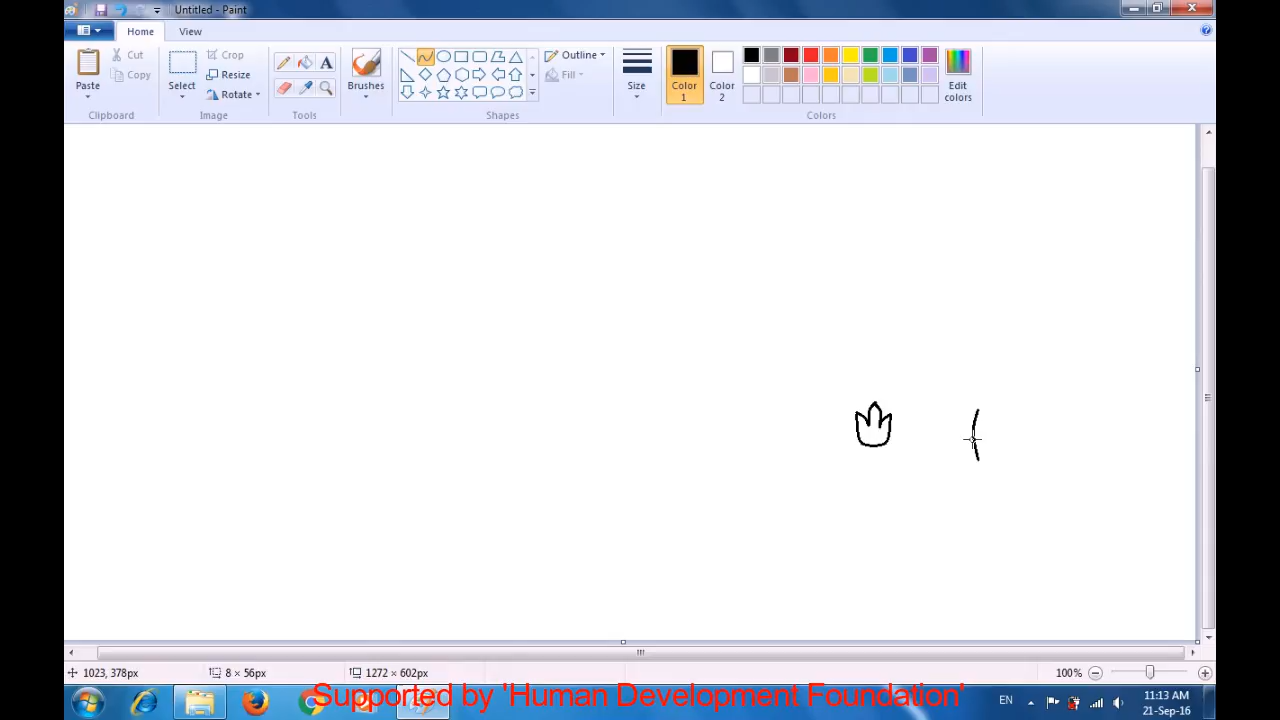 Untitled - Paint
Home
View
Paste
Cut
Copy
Clipboard
Select
Crop
Resize
Rotate
Image
A
Tools
Brushes
Shapes
Outline
Fill
Size
Color 1
Color 2
Edit colors
Colors
1023, 378px
8 × 56px
1272 × 602px
100%
Supported by 'Human Development Foundation'
EN
11:13 AM
21-Sep-16